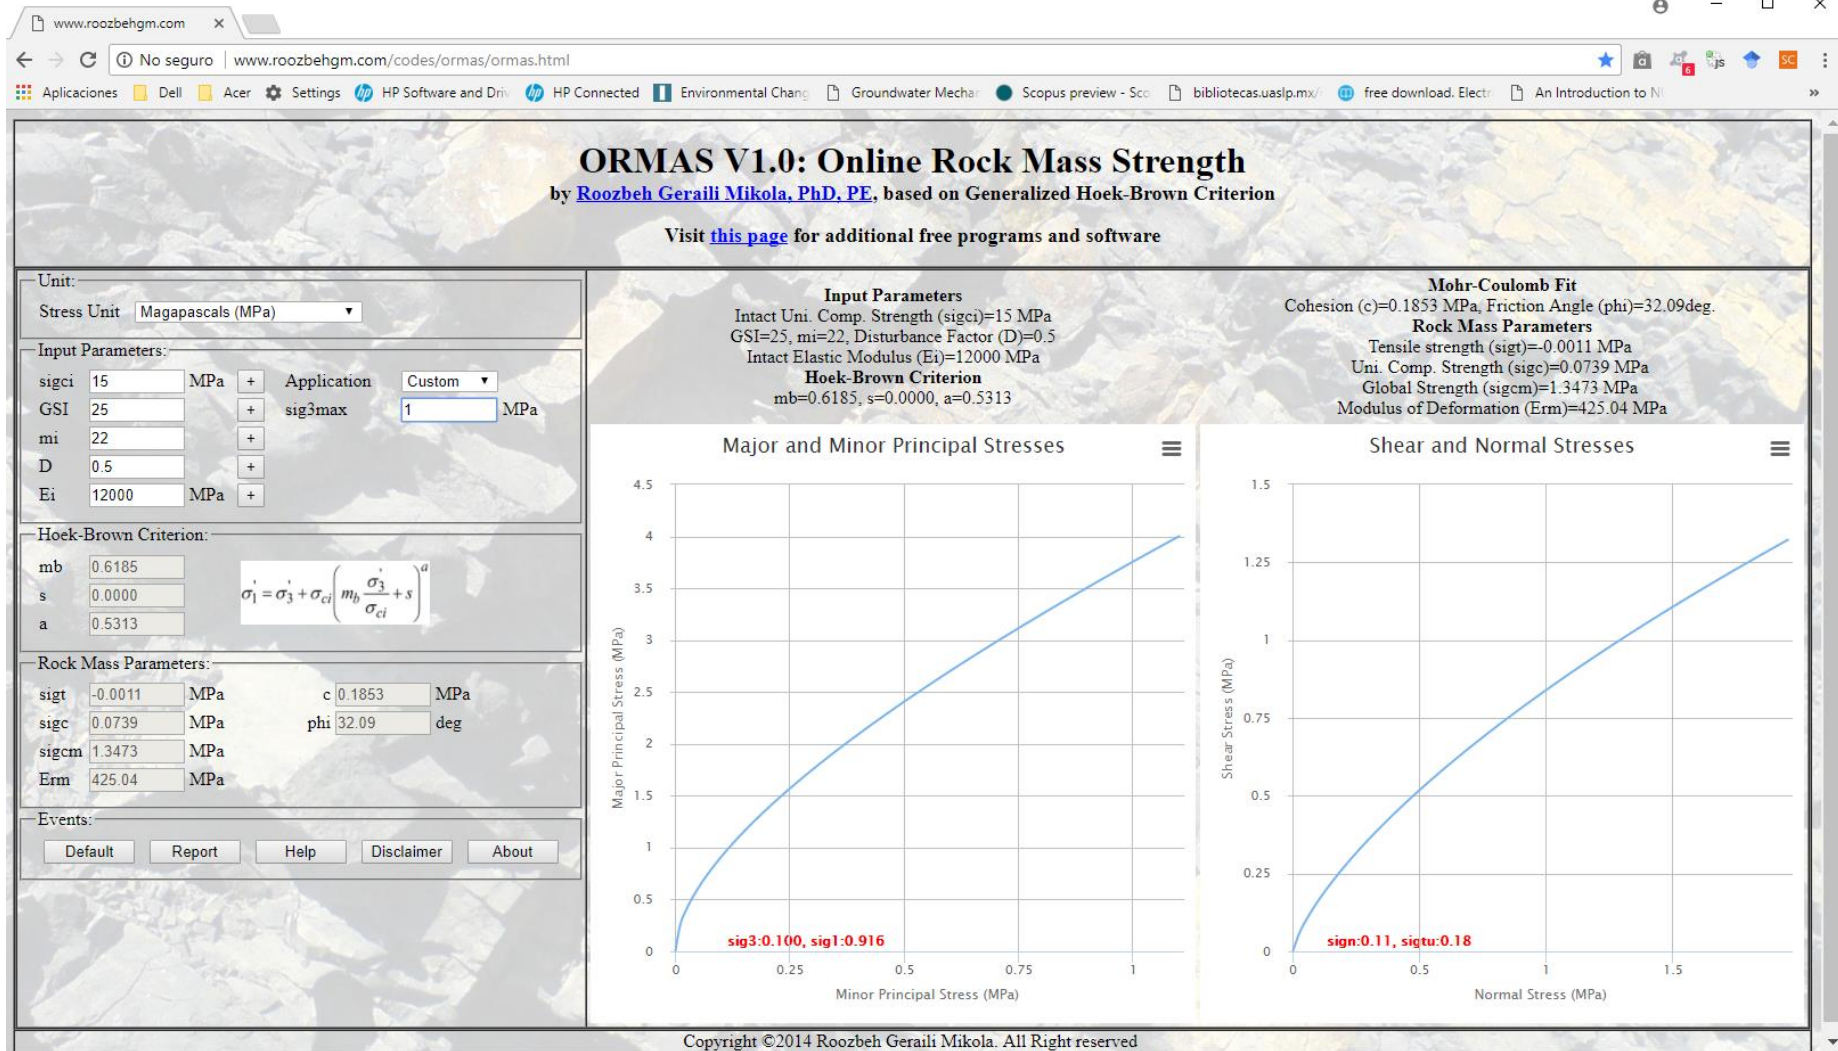 www.roozbehgm.com
No seguro | www.roozbehgm.com/codes/ormas/ormas.html
6 js SC
Aplicaciones Dell Acer Settings HP Software and Driv HP Connected Environmental Chang Groundwater Mechan Scopus preview - Sco bibliotecas.uaslp.mx/ free download. Electr An Introduction to N »
ORMAS V1.0: Online Rock Mass Strength
by Roozbeh Geraili Mikola, PhD, PE, based on Generalized Hoek-Brown Criterion
Visit this page for additional free programs and software
Unit:
Stress Unit Magapascals (MPa)
Input Parameters:
sigci 15 MPa + Application Custom
GSI 25 + sig3max 1 MPa
mi 22 +
D 0.5 +
Ei 12000 MPa +
Hoek-Brown Criterion:
mb 0.6185
s 0.0000
a 0.5313
σ'1 = σ'3 + σci (mb σ'3/σci + s)^a
Rock Mass Parameters:
sigt -0.0011 MPa c 0.1853 MPa
sigc 0.0739 MPa phi 32.09 deg
sigcm 1.3473 MPa
Erm 425.04 MPa
Events:
Default Report Help Disclaimer About
Input Parameters
Intact Uni. Comp. Strength (sigci)=15 MPa
GSI=25, mi=22, Disturbance Factor (D)=0.5
Intact Elastic Modulus (Ei)=12000 MPa
Hoek-Brown Criterion
mb=0.6185, s=0.0000, a=0.5313
Mohr-Coulomb Fit
Cohesion (c)=0.1853 MPa, Friction Angle (phi)=32.09deg.
Rock Mass Parameters
Tensile strength (sigt)=-0.0011 MPa
Uni. Comp. Strength (sigc)=0.0739 MPa
Global Strength (sigcm)=1.3473 MPa
Modulus of Deformation (Erm)=425.04 MPa
Major and Minor Principal Stresses
Major Principal Stress (MPa)
4.5
4
3.5
3
2.5
2
1.5
1
0.5
0
sig3:0.100, sig1:0.916
0 0.25 0.5 0.75 1
Minor Principal Stress (MPa)
Shear and Normal Stresses
Shear Stress (MPa)
1.5
1.25
1
0.75
0.5
0.25
0
sign:0.11, sigtu:0.18
0 0.5 1 1.5
Normal Stress (MPa)
Copyright ©2014 Roozbeh Geraili Mikola. All Right reserved